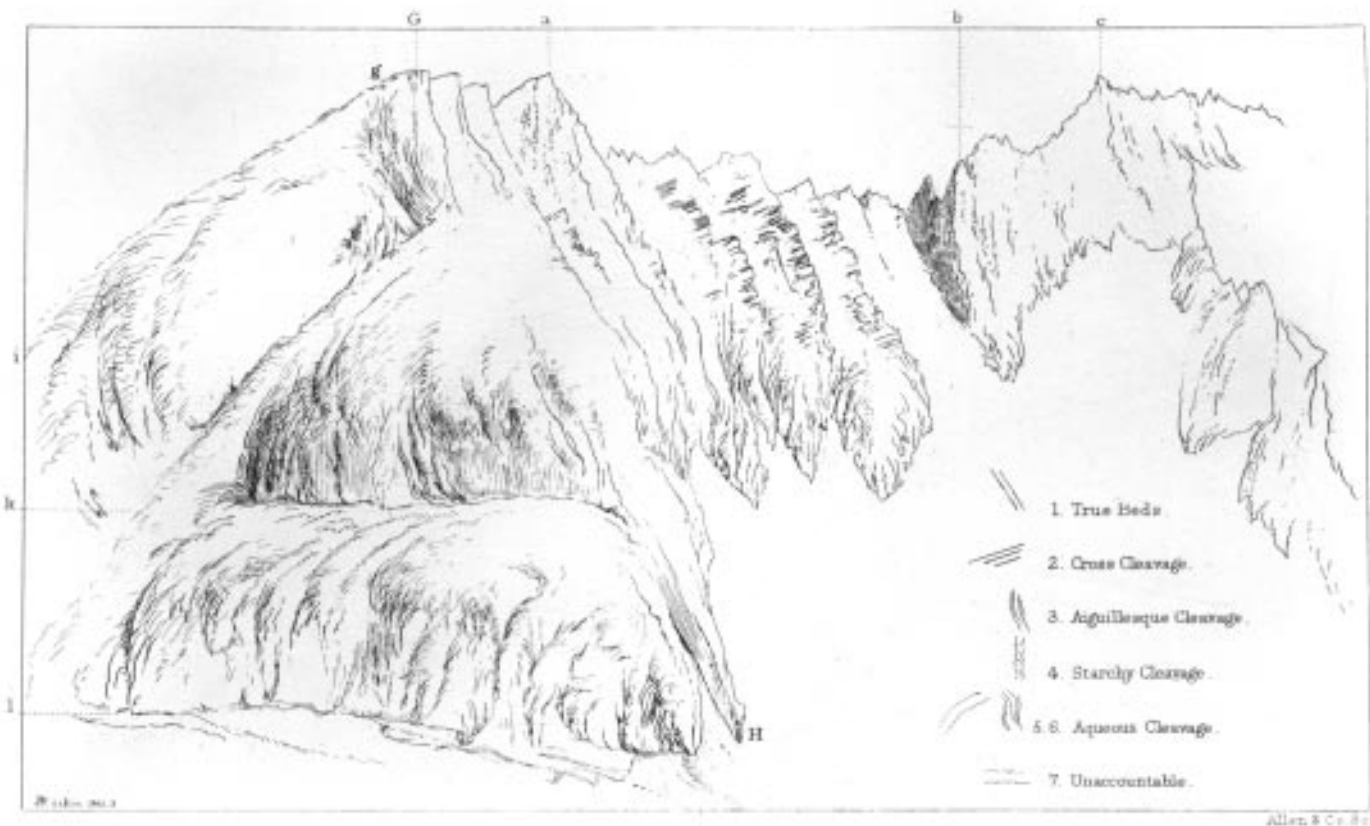 G a b c
g
i
k
l
H
1. True Beds.
2. Cross Cleavage.
3. Aiguillesque Cleavage.
4. Starchy Cleavage.
5.6. Aqueous Cleavage.
7. Unaccountable.
Allen & Co.